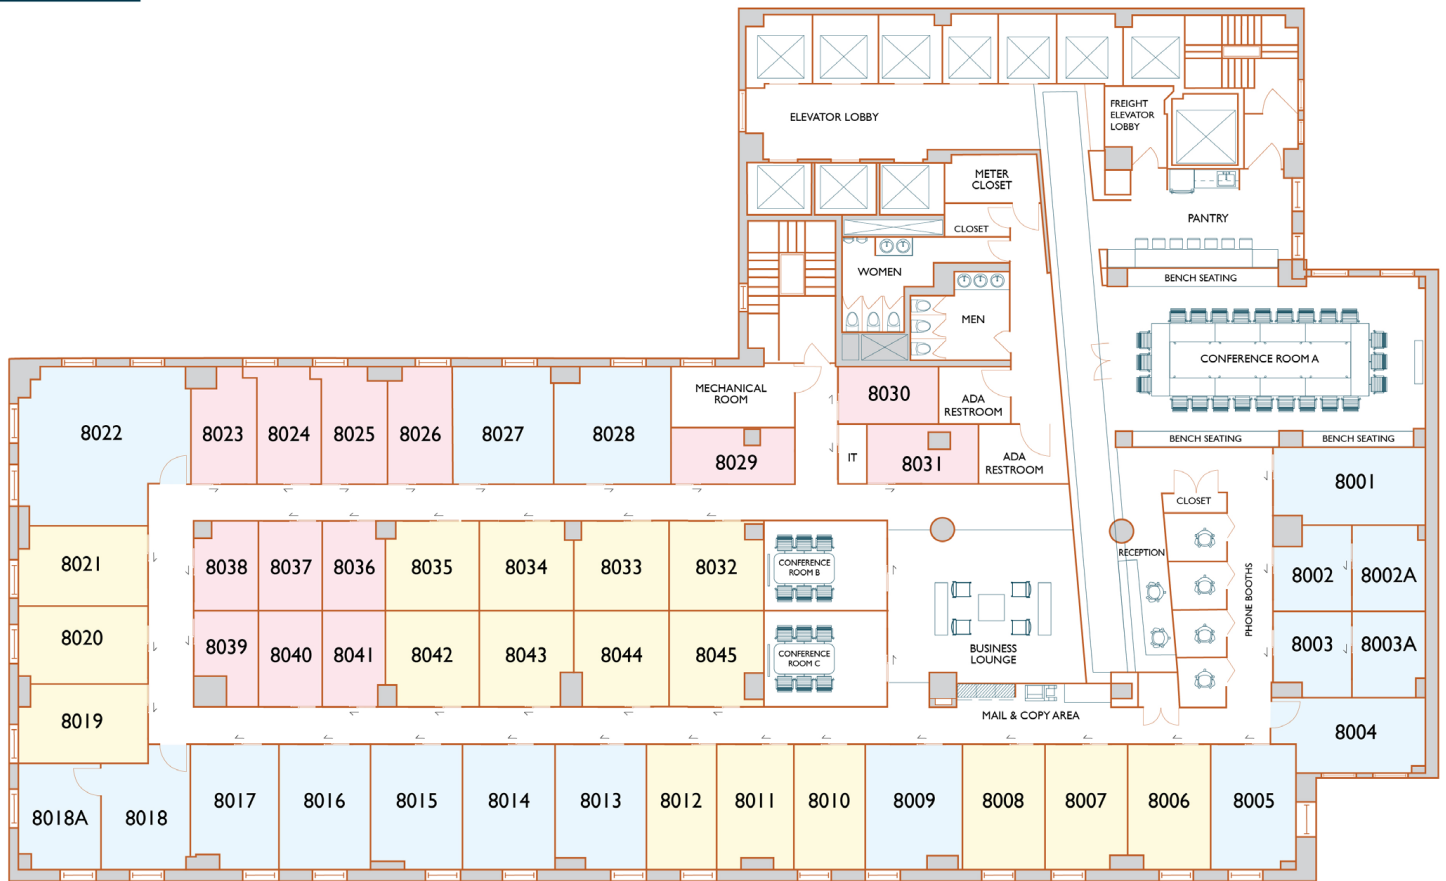 ELEVATOR LOBBY
FREIGHT
ELEVATOR
LOBBY
METER
CLOSET
CLOSET
PANTRY
WOMEN
BENCH SEATING
MEN
CONFERENCE ROOM A
MECHANICAL
ROOM
8030
ADA
RESTROOM
8022
8023
8024
8025
8026
8027
8028
8029
IT
8031
ADA
RESTROOM
BENCH SEATING
BENCH SEATING
8001
CLOSET
RECEPTION
PHONE BOOTHS
8021
8038
8037
8036
8035
8034
8033
8032
CONFERENCE
ROOM B
8002
8002A
8020
8039
8040
8041
8042
8043
8044
8045
CONFERENCE
ROOM C
BUSINESS
LOUNGE
8003
8003A
8019
MAIL & COPY AREA
8004
8018A
8018
8017
8016
8015
8014
8013
8012
8011
8010
8009
8008
8007
8006
8005